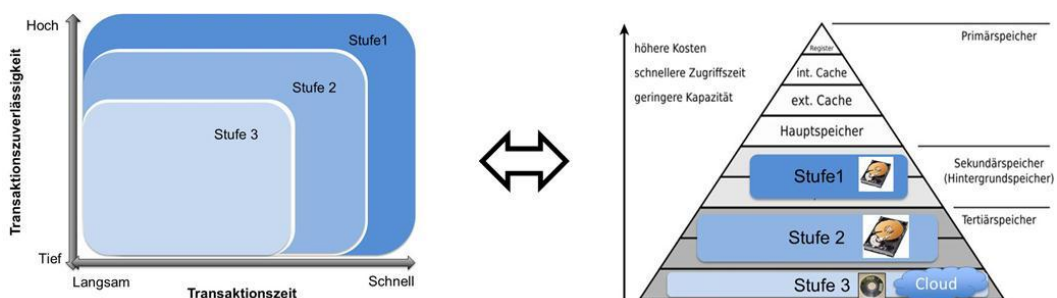 Hoch
Transaktionszuverlässigkeit
Tief
Stufe1
Stufe 2
Stufe 3
Langsam
Schnell
Transaktionszeit
höhere Kosten
schnellere Zugriffszeit
geringere Kapazität
Register
int. Cache
ext. Cache
Hauptspeicher
Stufe1
Stufe 2
Stufe 3
Cloud
Primärspeicher
Sekundärspeicher
(Hintergrundspeicher)
Tertiärspeicher